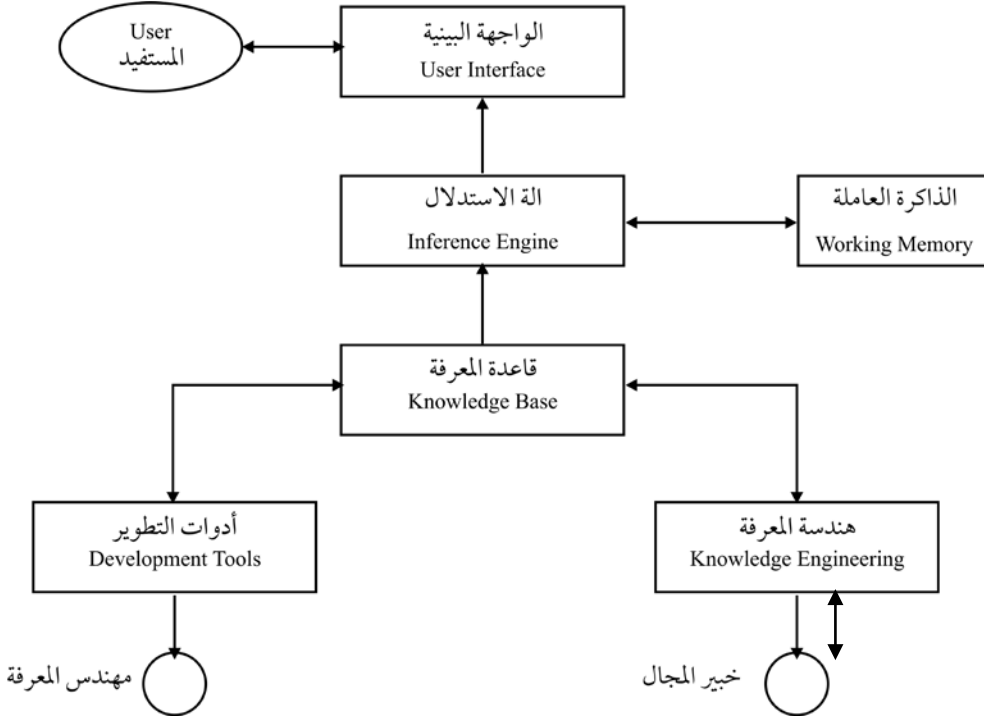 User
المستفيد
الواجهة البينية
User Interface
الة الاستدلال
Inference Engine
الذاكرة العاملة
Working Memory
قاعدة المعرفة
Knowledge Base
أدوات التطوير
Development Tools
هندسة المعرفة
Knowledge Engineering
مهندس المعرفة
خبير المجال